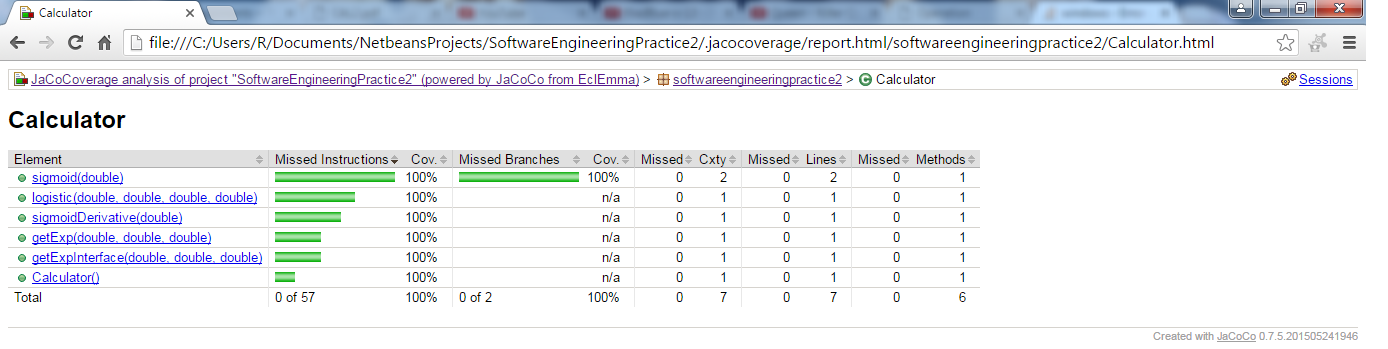 Calculator
file:///C:/Users/R/Documents/NetbeansProjects/SoftwareEngineeringPractice2/.jacocoverage/report.html/softwareengineeringpractice2/Calculator.html
JaCoCoverage analysis of project "SoftwareEngineeringPractice2" (powered by JaCoCo from EclEmma) > softwareengineeringpractice2 > Calculator Sessions
Calculator
Element Missed Instructions Cov. Missed Branches Cov. Missed Cxty Missed Lines Missed Methods
sigmoid(double) 100% 100% 0 2 0 2 0 1
logistic(double, double, double, double) 100% n/a 0 1 0 1 0 1
sigmoidDerivative(double) 100% n/a 0 1 0 1 0 1
getExp(double, double, double) 100% n/a 0 1 0 1 0 1
getExpInterface(double, double, double) 100% n/a 0 1 0 1 0 1
Calculator() 100% n/a 0 1 0 1 0 1
Total 0 of 57 100% 0 of 2 100% 0 7 0 7 0 6
Created with JaCoCo 0.7.5.201505241946